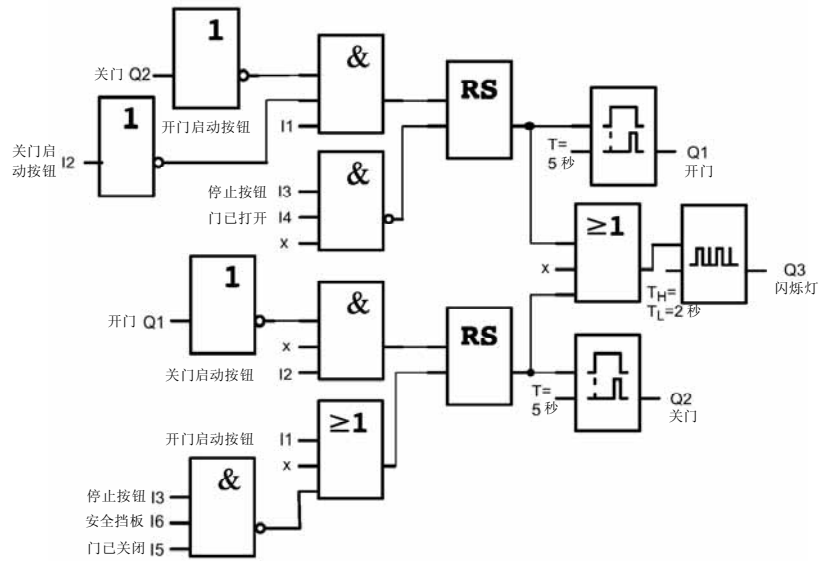 1
关门 Q2
&
RS
1
开门启动按钮
I1
关门启
动按钮 I2
T=
5 秒
Q1
开门
&
停止按钮 I3
门已打开 I4
x
≥1
x
Q3
闪烁灯
TH=
TL=2 秒
1
开门 Q1
&
x
关门启动按钮 I2
RS
T=
5 秒
Q2
关门
≥1
开门启动按钮 I1
x
&
停止按钮 I3
安全挡板 I6
门已关闭 I5